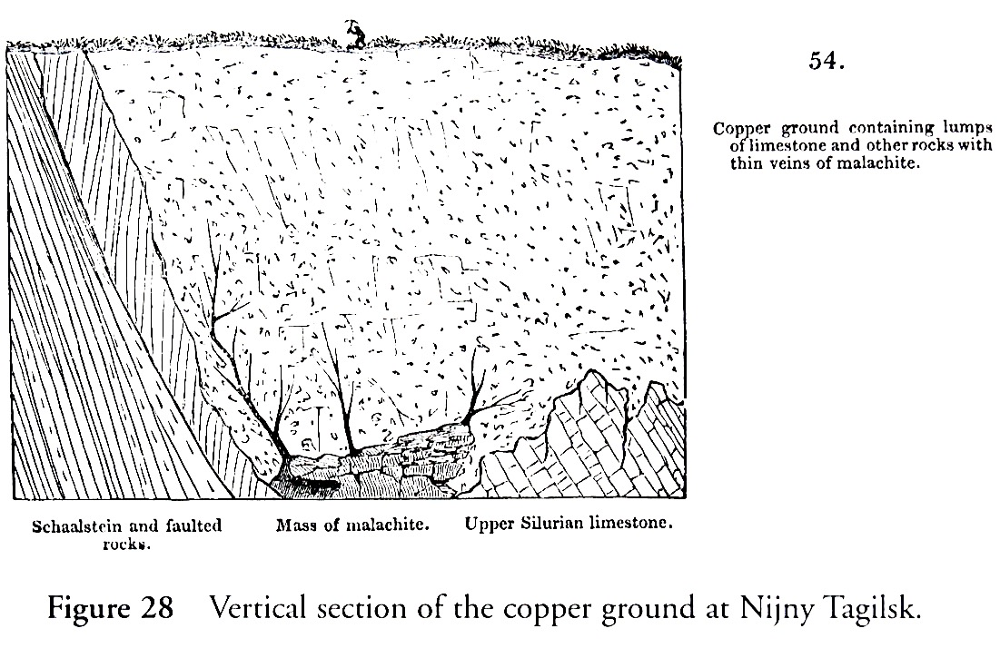 54.
Copper ground containing lumps
of limestone and other rocks with
thin veins of malachite.
Schaalstein and faulted
rocks.
Mass of malachite.
Upper Silurian limestone.
Figure 28 Vertical section of the copper ground at Nijny Tagilsk.